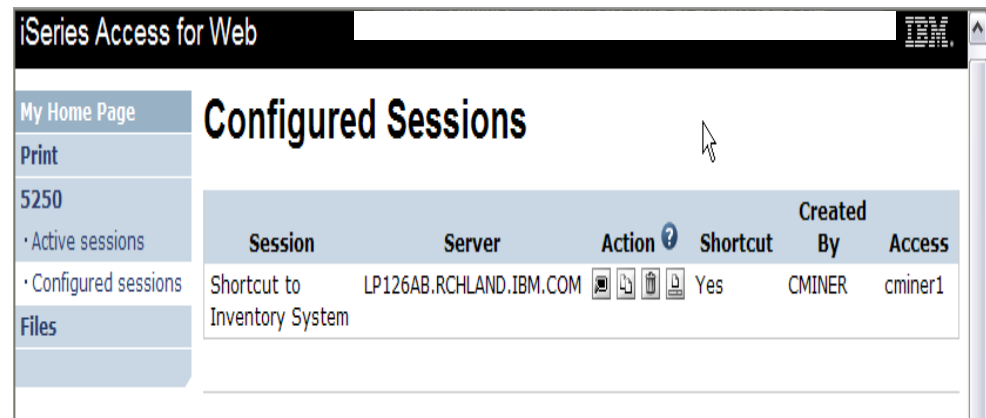 iSeries Access for Web
IBM.
My Home Page
Print
5250
· Active sessions
· Configured sessions
Files
Configured Sessions
Session Server Action ? Shortcut Created By Access
Shortcut to Inventory System LP126AB.RCHLAND.IBM.COM Yes CMINER cminer1